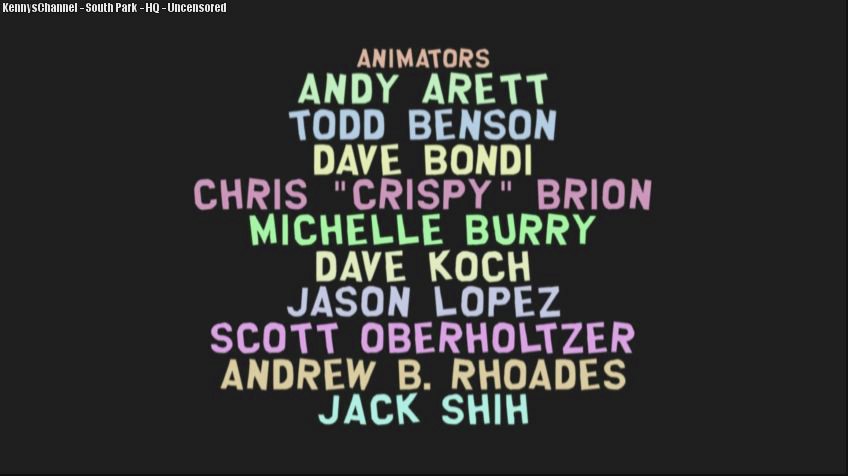 KennysChannel - South Park - HQ - Uncensored
ANIMATORS
ANDY ARETT
TODD BENSON
DAVE BONDI
CHRIS "CRISPY" BRION
MICHELLE BURRY
DAVE KOCH
JASON LOPEZ
SCOTT OBERHOLTZER
ANDREW B. RHOADES
JACK SHIH